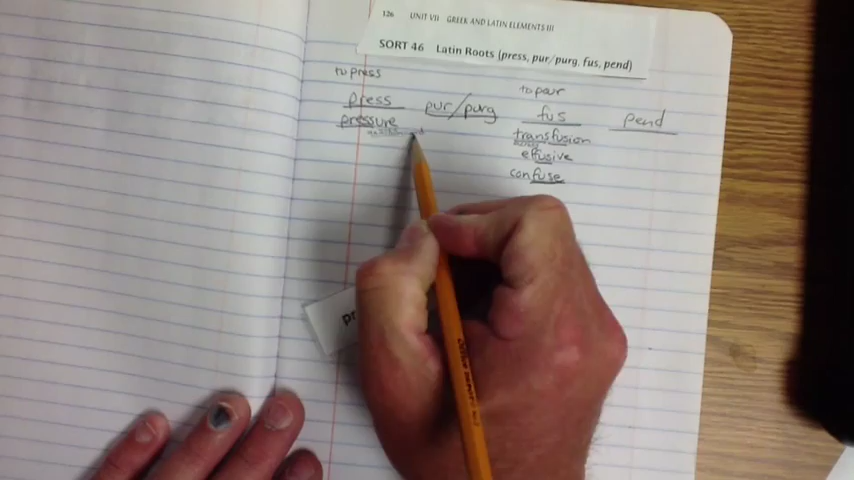 126 UNIT VII GREEK AND LATIN ELEMENTS III
SORT 46 Latin Roots (press, pur/purg, fus, pend)
to press
press
pressure
pur/purg
to pour
fus
transfusion
effusive
confuse
pend